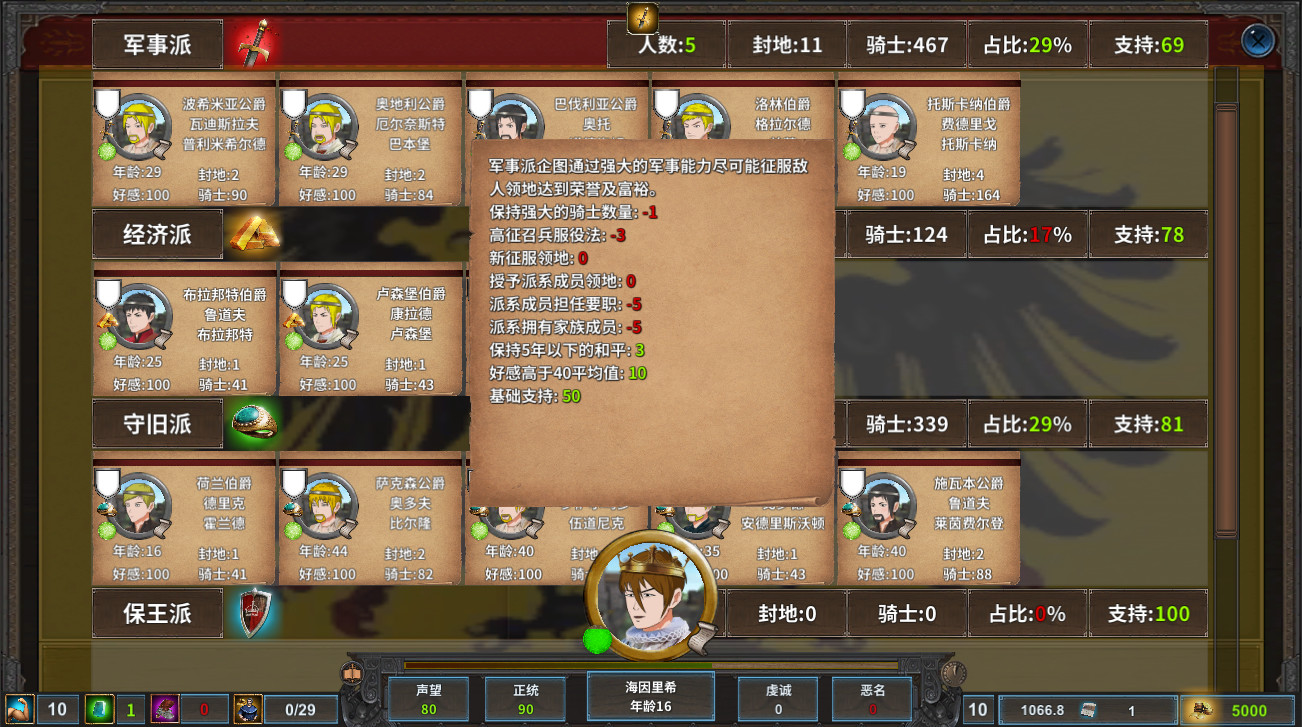 军事派
人数:5
封地:11
骑士:467
占比:29%
支持:69
波希米亚公爵
瓦迪斯拉夫
普利米希尔德
年龄:29
封地:2
好感:100
骑士:90
奥地利公爵
厄尔奈斯特
巴本堡
年龄:29
封地:2
好感:100
骑士:84
巴伐利亚公爵
奥托
洛林伯爵
格拉尔德
托斯卡纳伯爵
费德里戈
托斯卡纳
年龄:19
封地:4
好感:100
骑士:164
军事派企图通过强大的军事能力尽可能征服敌
人领地达到荣誉及富裕。
保持强大的骑士数量:-1
高征召兵服役法:-3
新征服领地:0
授予派系成员领地:0
派系成员担任要职:-5
派系拥有家族成员:-5
保持5年以下的和平:3
好感高于40平均值:10
基础支持:50
经济派
骑士:124
占比:17%
支持:78
布拉邦特伯爵
鲁道夫
布拉邦特
年龄:25
封地:1
好感:100
骑士:41
卢森堡伯爵
康拉德
卢森堡
年龄:25
封地:1
好感:100
骑士:43
守旧派
骑士:339
占比:29%
支持:81
荷兰伯爵
德里克
霍兰德
年龄:16
封地:1
好感:100
骑士:41
萨克森公爵
奥多夫
比尔隆
年龄:44
封地:2
好感:100
骑士:82
伍道尼克
年龄:40
封地
好感:100
安德里斯沃顿
:35
封地:1
00
骑士:43
施瓦本公爵
鲁道夫
莱茵费尔登
年龄:40
封地:2
好感:100
骑士:88
保王派
封地:0
骑士:0
占比:0%
支持:100
声望
80
正统
90
海因里希
年龄16
虔诚
0
恶名
0
10
1
0
0/29
10
1066.8
1
5000